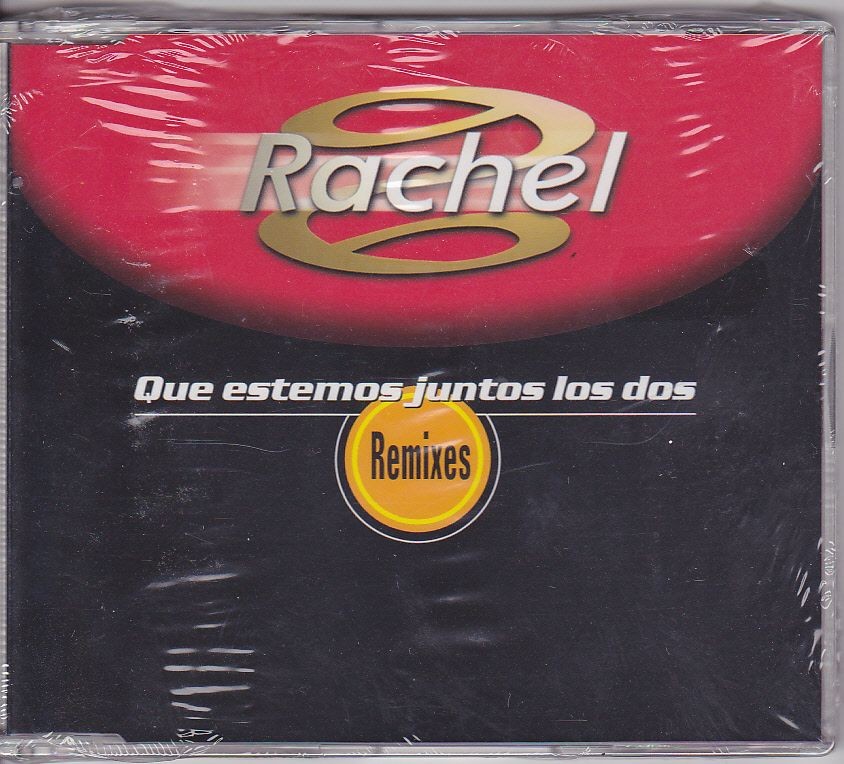 Rachel
Que estemos juntos los dos
Remixes